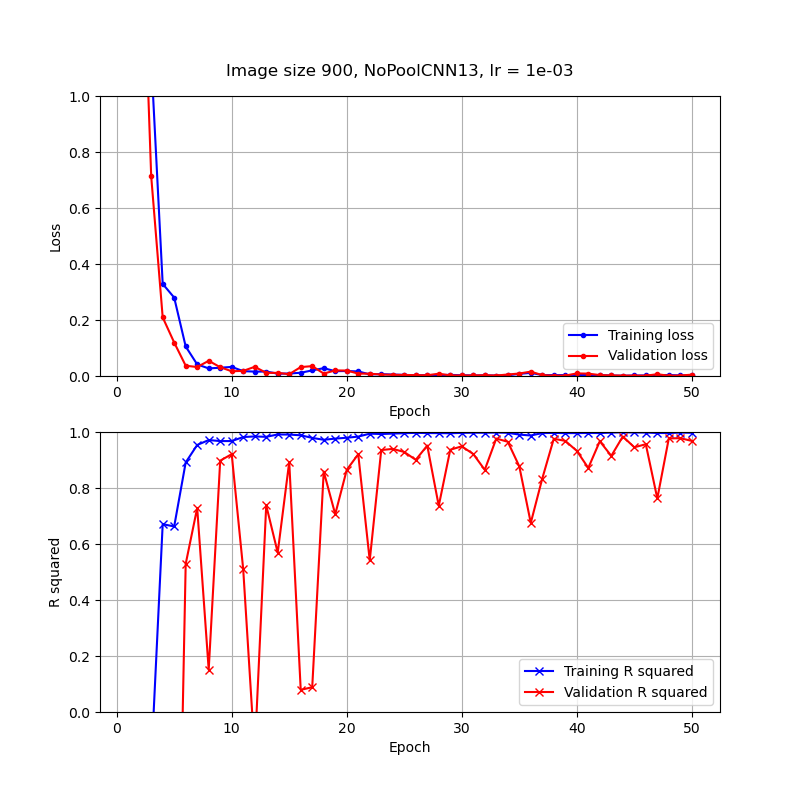 Image size 900, NoPoolCNN13, lr = 1e-03
1.0
0.8
0.6
0.4
0.2
0.0
Loss
Training loss
Validation loss
0 10 20 30 40 50
Epoch
1.0
0.8
0.6
0.4
0.2
0.0
R squared
Training R squared
Validation R squared
0 10 20 30 40 50
Epoch